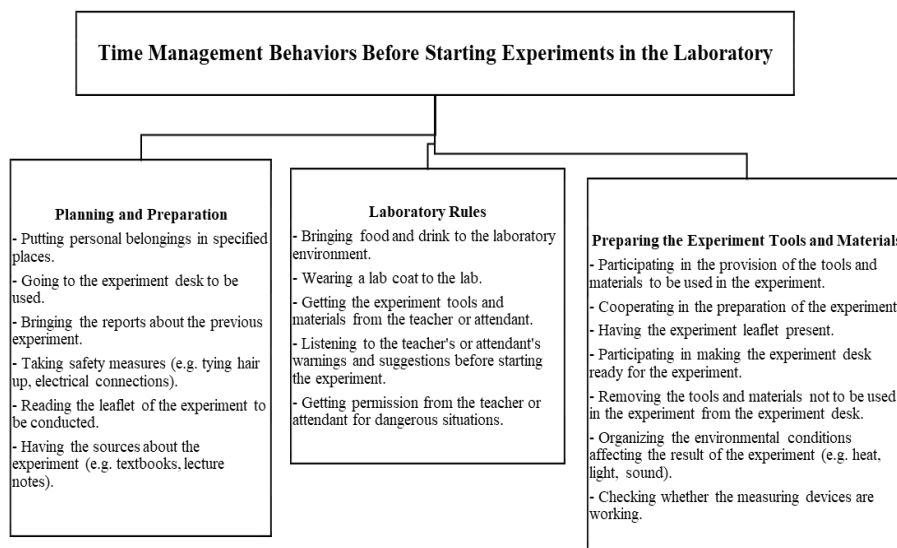 Time Management Behaviors Before Starting Experiments in the Laboratory
Planning and Preparation
- Putting personal belongings in specified
places.
- Going to the experiment desk to be
used.
- Bringing the reports about the previous
experiment.
- Taking safety measures (e.g. tying hair
up, electrical connections).
- Reading the leaflet of the experiment to
be conducted.
- Having the sources about the
experiment (e.g. textbooks, lecture
notes).
Laboratory Rules
- Bringing food and drink to the laboratory
environment.
- Wearing a lab coat to the lab.
- Getting the experiment tools and
materials from the teacher or attendant.
- Listening to the teacher's or attendant's
warnings and suggestions before starting
the experiment.
- Getting permission from the teacher or
attendant for dangerous situations.
Preparing the Experiment Tools and Materials
- Participating in the provision of the tools and
materials to be used in the experiment.
- Cooperating in the preparation of the experiment
- Having the experiment leaflet present.
- Participating in making the experiment desk
ready for the experiment.
- Removing the tools and materials not to be used
in the experiment from the experiment desk.
- Organizing the environmental conditions
affecting the result of the experiment (e.g. heat,
light, sound).
- Checking whether the measuring devices are
working.